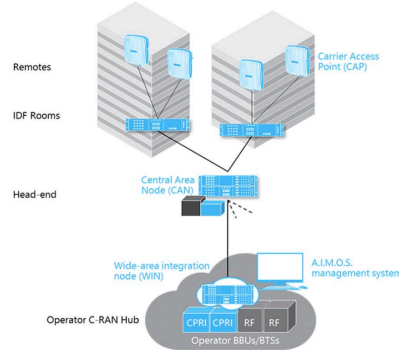 Remotes
Carrier Access
Point (CAP)
IDF Rooms
Central Area
Node (CAN)
Head-end
Wide-area integration
node (WIN)
A.I.M.O.S.
management system
Operator C-RAN Hub
CPRI CPRI RF RF
Operator BBUs/BTSs